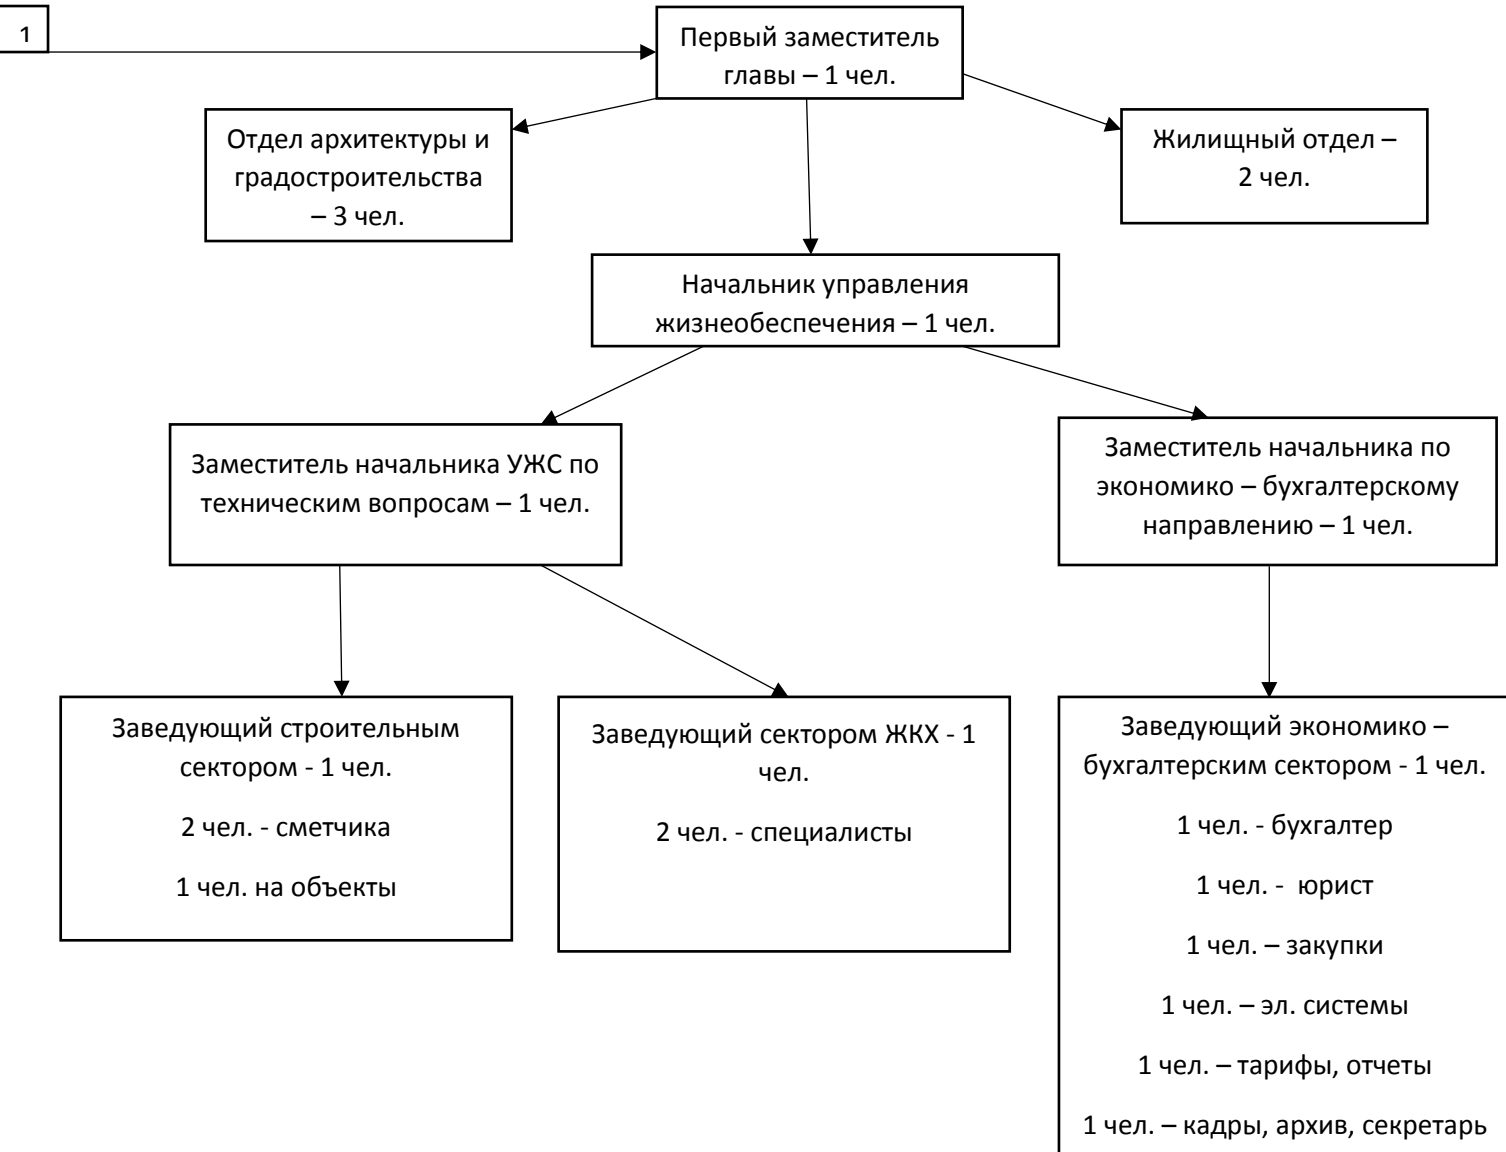 1
Первый заместитель
главы – 1 чел.
Отдел архитектуры и
градостроительства
– 3 чел.
Жилищный отдел –
2 чел.
Начальник управления
жизнеобеспечения – 1 чел.
Заместитель начальника УЖС по
техническим вопросам – 1 чел.
Заместитель начальника по
экономико – бухгалтерскому
направлению – 1 чел.
Заведующий строительным
сектором - 1 чел.
2 чел. - сметчика
1 чел. на объекты
Заведующий сектором ЖКХ - 1
чел.
2 чел. - специалисты
Заведующий экономико –
бухгалтерским сектором - 1 чел.
1 чел. - бухгалтер
1 чел. - юрист
1 чел. – закупки
1 чел. – эл. системы
1 чел. – тарифы, отчеты
1 чел. – кадры, архив, секретарь